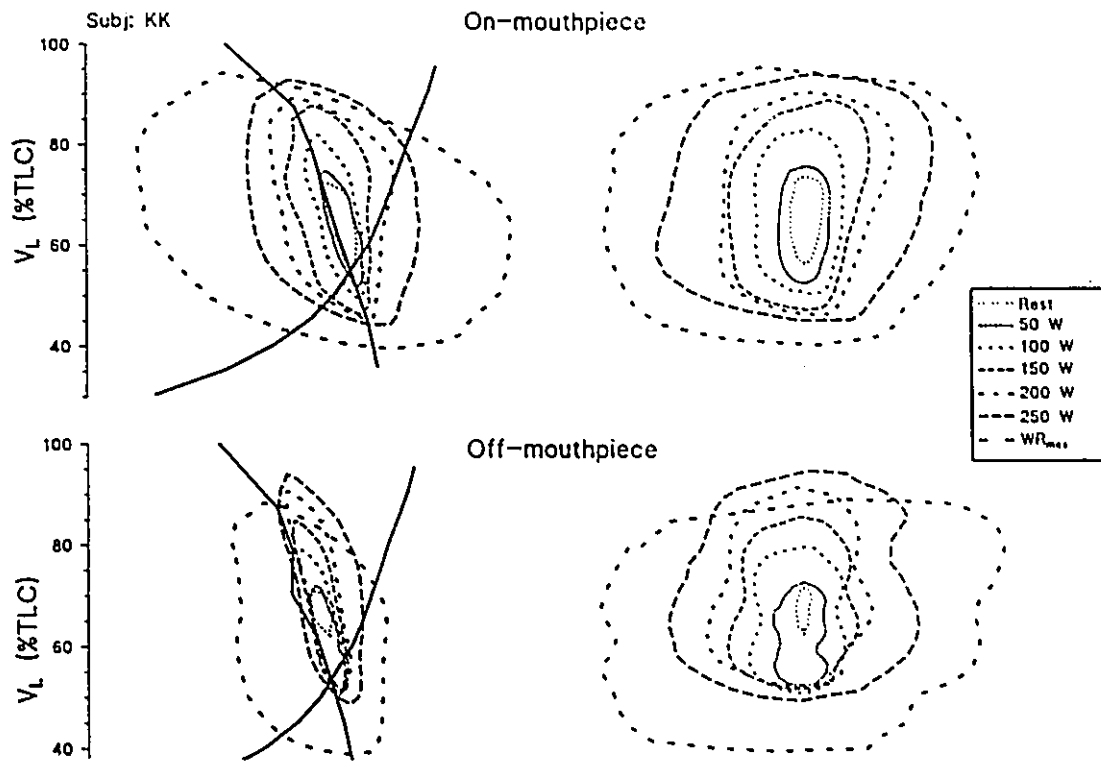 Subj: KK
On-mouthpiece
100
80
60
40
V_L (%TLC)
Rest
50 W
100 W
150 W
200 W
250 W
WR_max
Off-mouthpiece
100
80
60
40
V_L (%TLC)